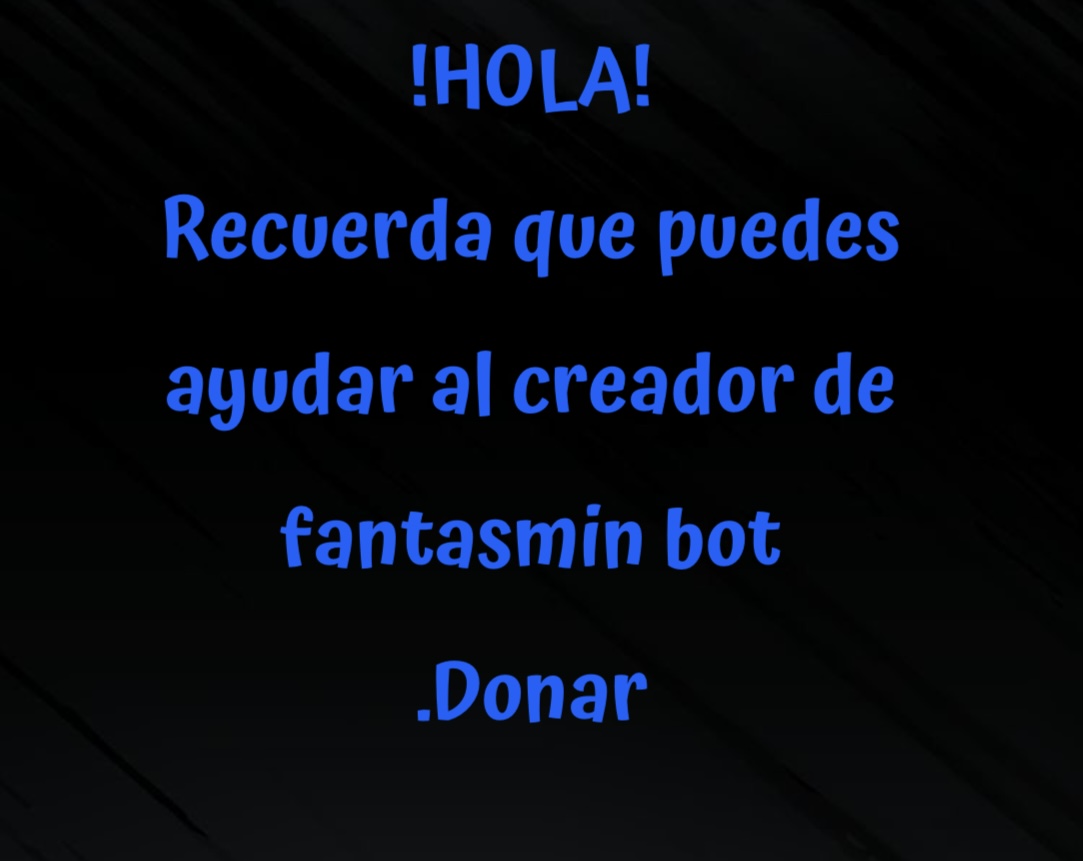 !HOLA!
Recuerda que puedes
ayudar al creador de
fantasmin bot
.Donar